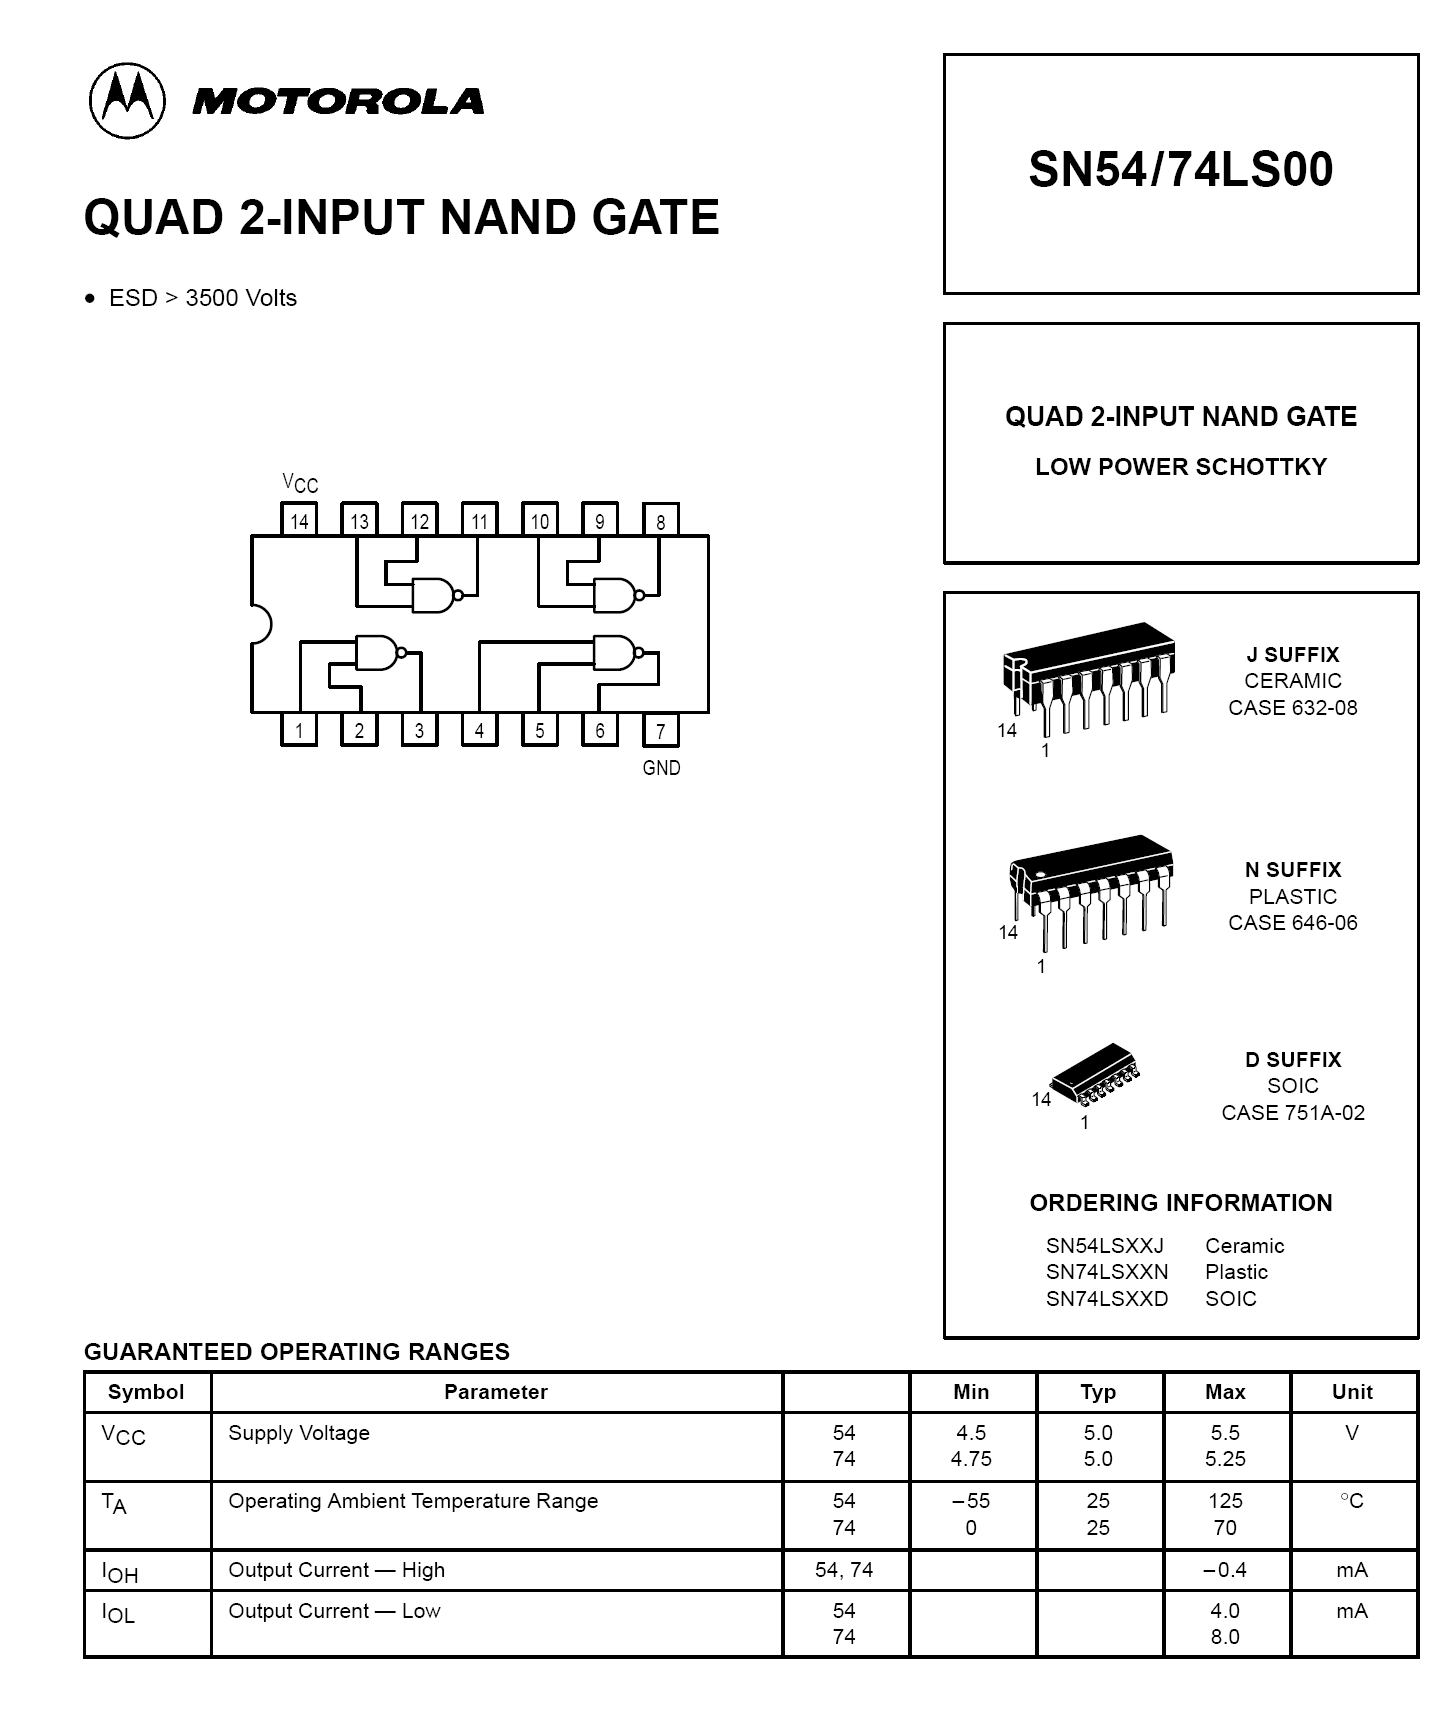 MOTOROLA
SN54/74LS00
QUAD 2-INPUT NAND GATE
• ESD > 3500 Volts
QUAD 2-INPUT NAND GATE
LOW POWER SCHOTTKY
VCC
14 13 12 11 10 9 8
1 2 3 4 5 6 7
GND
J SUFFIX
CERAMIC
CASE 632-08
14
1
N SUFFIX
PLASTIC
CASE 646-06
14
1
D SUFFIX
SOIC
CASE 751A-02
14
1
ORDERING INFORMATION
SN54LSXXJ Ceramic
SN74LSXXN Plastic
SN74LSXXD SOIC
GUARANTEED OPERATING RANGES
Symbol Parameter Min Typ Max Unit
VCC Supply Voltage 54 4.5 5.0 5.5 V
74 4.75 5.0 5.25
TA Operating Ambient Temperature Range 54 –55 25 125 °C
74 0 25 70
IOH Output Current — High 54, 74 –0.4 mA
IOL Output Current — Low 54 4.0 mA
74 8.0